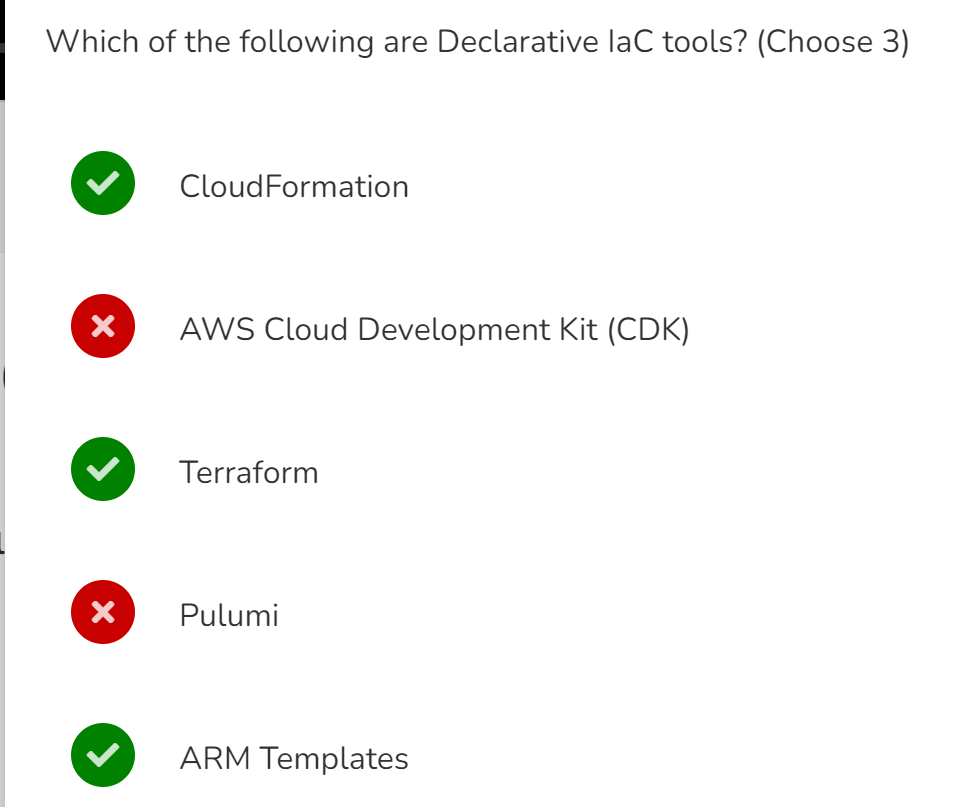 Which of the following are Declarative IaC tools? (Choose 3)
CloudFormation
AWS Cloud Development Kit (CDK)
Terraform
Pulumi
ARM Templates